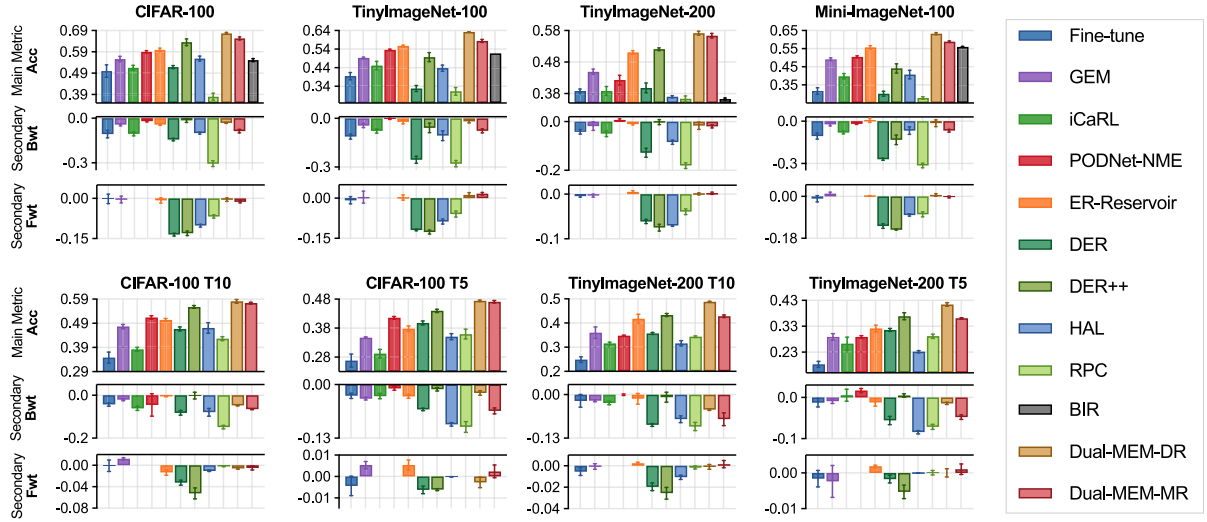 CIFAR-100
TinyImageNet-100
TinyImageNet-200
Mini-ImageNet-100
Main Metric
Acc
0.69
0.59
0.49
0.39
0.64
0.54
0.44
0.34
0.58
0.48
0.38
0.65
0.55
0.45
0.35
Secondary
Bwt
0.0
-0.3
0.0
-0.3
0.0
-0.2
0.0
-0.3
Secondary
Fwt
0.00
-0.15
0.00
-0.15
0.0
-0.1
0.00
-0.18
CIFAR-100 T10
CIFAR-100 T5
TinyImageNet-200 T10
TinyImageNet-200 T5
Main Metric
Acc
0.59
0.49
0.39
0.29
0.48
0.38
0.28
0.5
0.4
0.3
0.2
0.43
0.33
0.23
Secondary
Bwt
0.0
-0.2
0.00
-0.13
0.00
-0.13
0.0
-0.1
Secondary
Fwt
0.00
-0.04
-0.08
0.01
0.00
-0.01
0.02
0.00
-0.02
-0.04
0.01
0.00
-0.01
Fine-tune
GEM
iCaRL
PODNet-NME
ER-Reservoir
DER
DER++
HAL
RPC
BIR
Dual-MEM-DR
Dual-MEM-MR